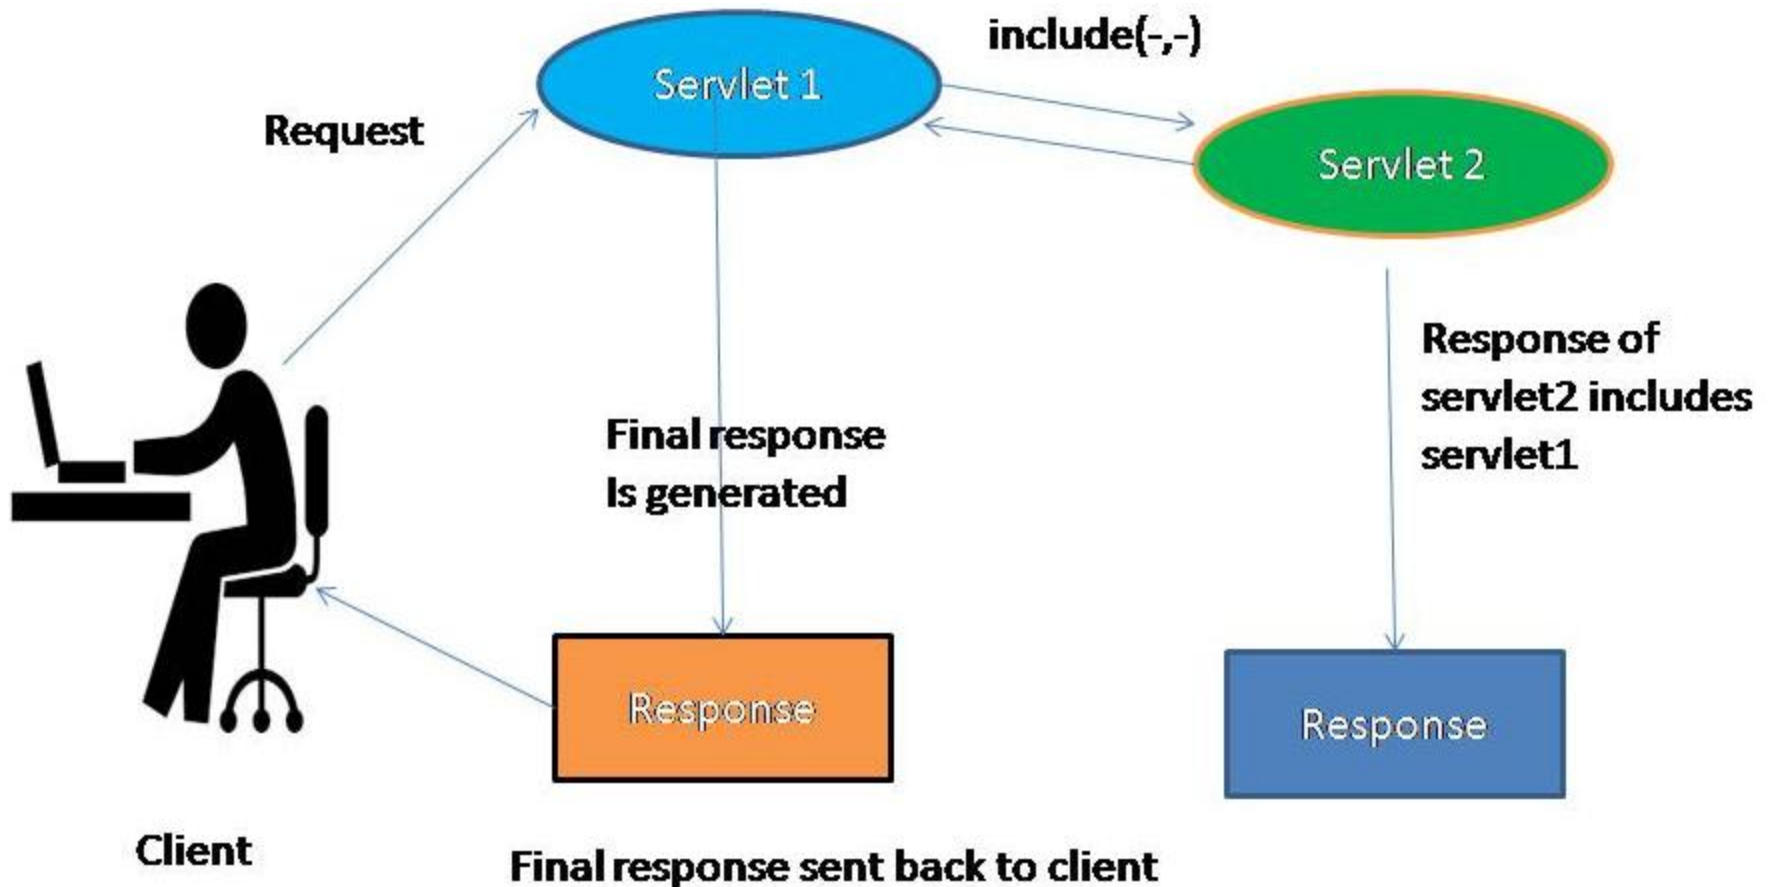 include(-,-)
Servlet 1
Request
Servlet 2
Response of
servlet2 includes
servlet1
Final response
Is generated
Response
Response
Client
Final response sent back to client